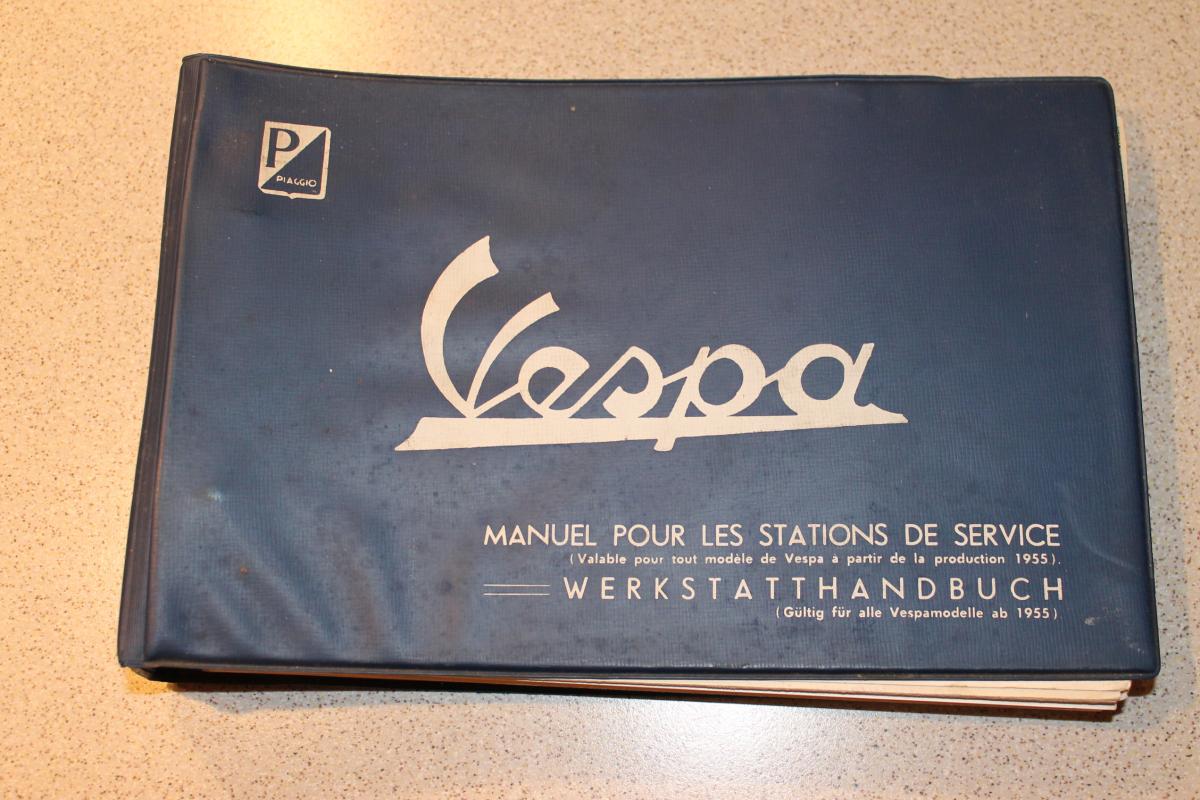 P
PIAGGIO
Vespa
MANUEL POUR LES STATIONS DE SERVICE
(Valable pour tout modèle de Vespa à partir de la production 1955).
WERKSTATTHANDBUCH
(Gültig für alle Vespamodelle ab 1955)